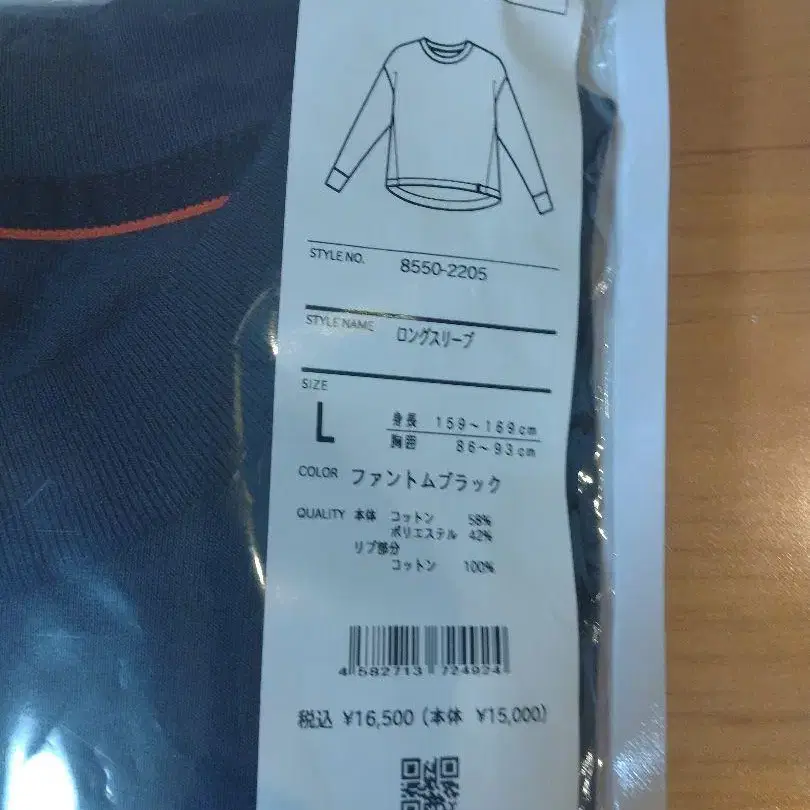 STYLE NO. 8550-2205
STYLE NAME ロングスリーブ
SIZE
L 身長 159～169cm
胸囲 86～93cm
COLOR ファントムブラック
QUALITY 本体 コットン 58%
ポリエステル 42%
リブ部分
コットン 100%
4 582713 724924
税込 ¥16,500 (本体 ¥15,000)